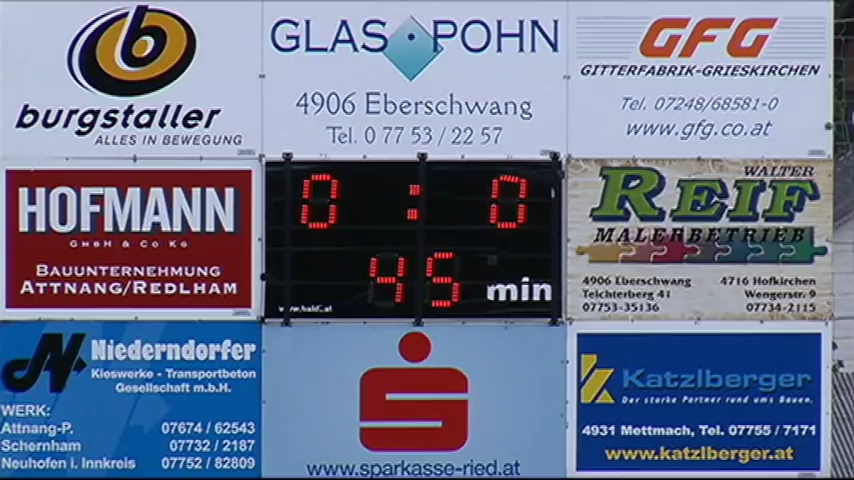 b
burgstaller
ALLES IN BEWEGUNG
GLAS POHN
4906 Eberschwang
Tel. 0 77 53 / 22 57
GFG
GITTERFABRIK-GRIESKIRCHEN
Tel. 07248/68581-0
www.gfg.co.at
HOFMANN
GmbH & Co KG
BAUUNTERNEHMUNG
ATTNANG/REDLHAM
0 : 0
45 min
WALTER
REIF
MALERBETRIEB
4906 Eberschwang
Teichterberg 41
07753-35136
4716 Hofkirchen
Wengerstr. 9
07734-2115
N
Niederndorfer
Kieswerke - Transportbeton
Gesellschaft m.b.H.
WERK:
Attnang-P. 07674 / 62543
Schernham 07732 / 2187
Neuhofen i. Innkreis 07752 / 82809
www.sparkasse-ried.at
Katzlberger
Der starke Partner rund ums Bauen.
4931 Mettmach, Tel. 07755 / 7171
www.katzlberger.at